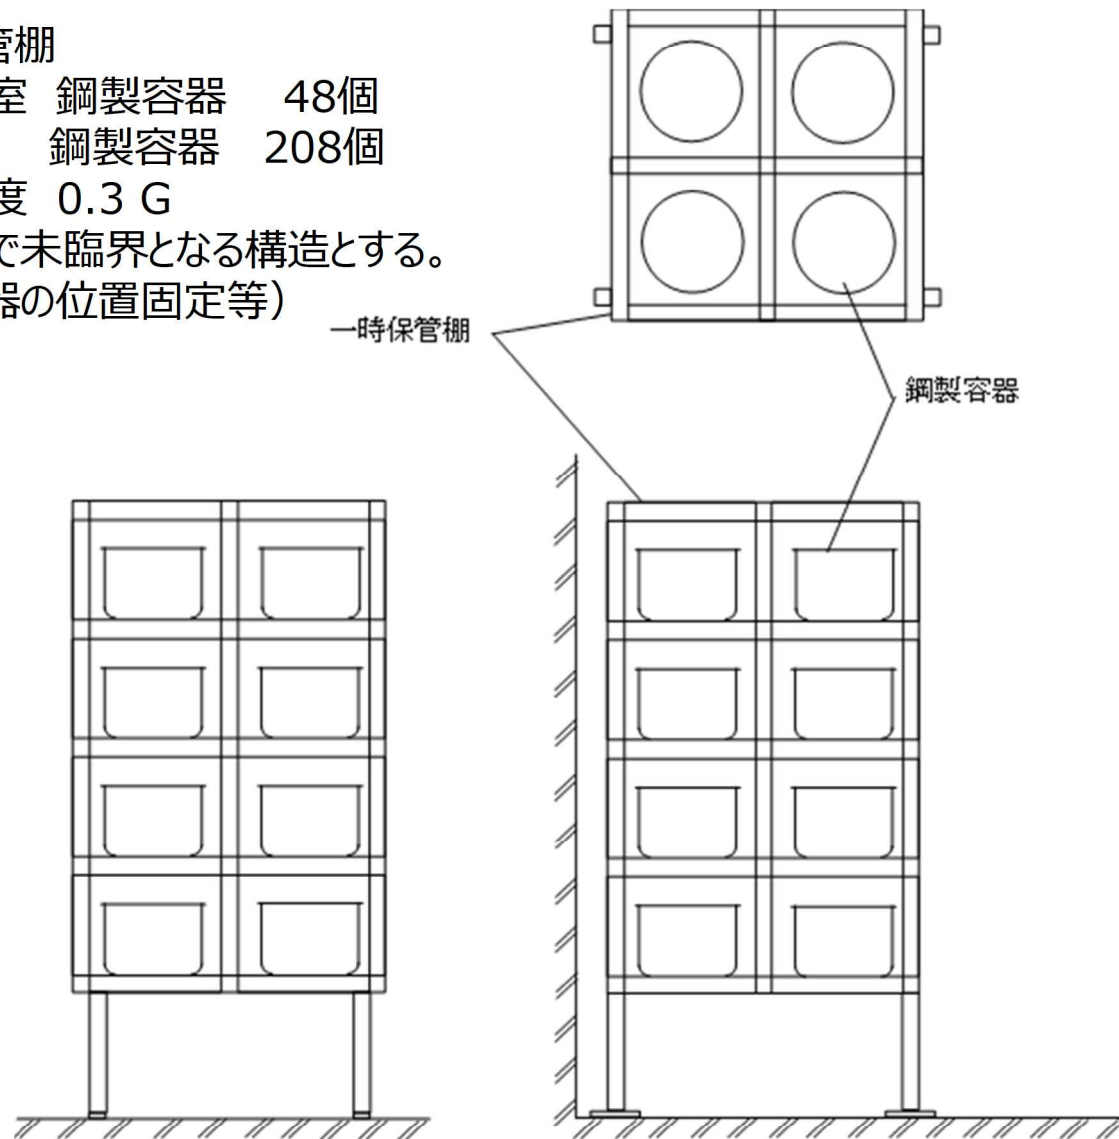 管棚
室 鋼製容器 48個
鋼製容器 208個
度 0.3 G
で未臨界となる構造とする。
器の位置固定等）
一時保管棚
鋼製容器